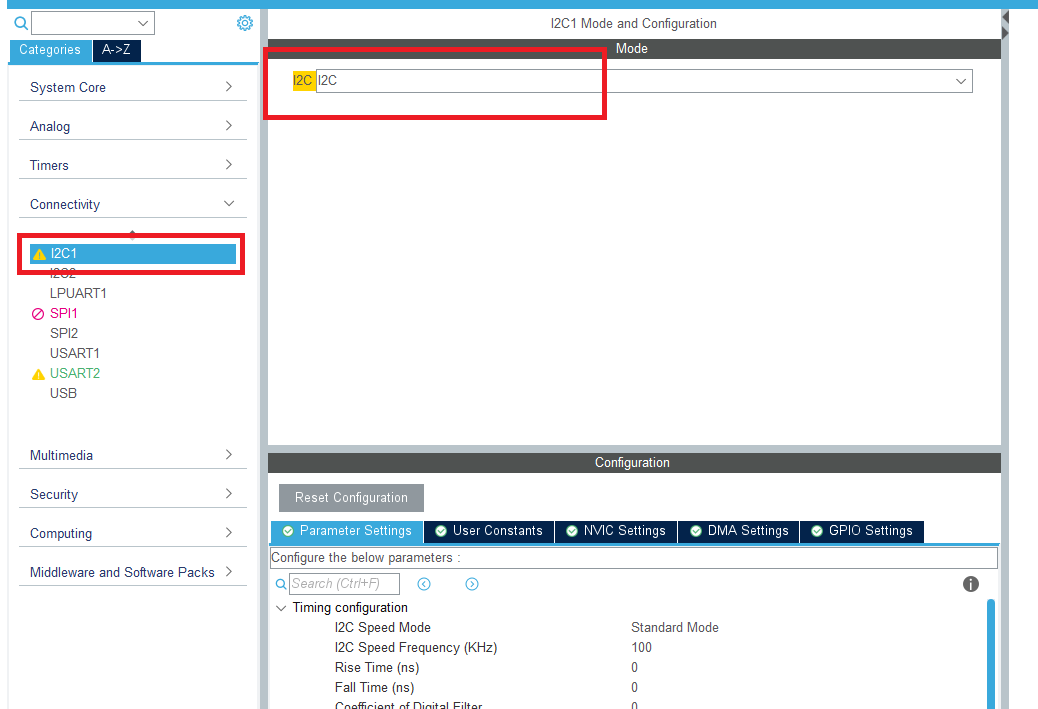 I2C1 Mode and Configuration
Categories A->Z
Mode
System Core
I2C I2C
Analog
Timers
Connectivity
I2C1
I2C2
LPUART1
SPI1
SPI2
USART1
USART2
USB
Multimedia
Security
Computing
Middleware and Software Packs
Configuration
Reset Configuration
Parameter Settings User Constants NVIC Settings DMA Settings GPIO Settings
Configure the below parameters :
Search (Ctrl+F)
Timing configuration
I2C Speed Mode Standard Mode
I2C Speed Frequency (KHz) 100
Rise Time (ns) 0
Fall Time (ns) 0
Coefficient of Digital Filter 0